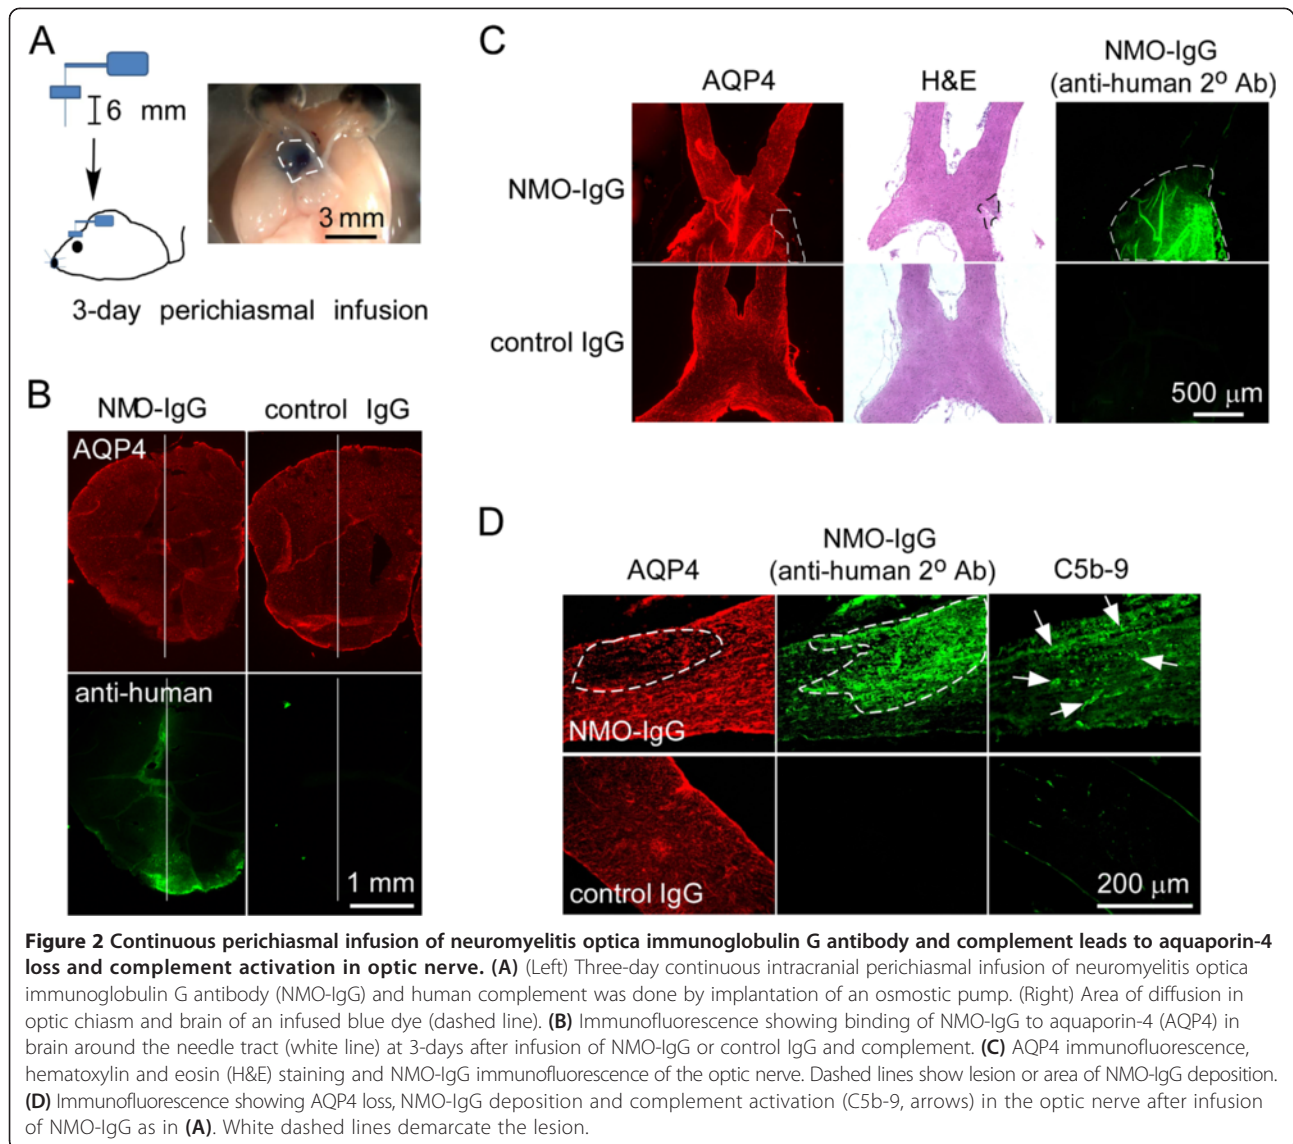 A
6 mm
3 mm
3-day perichiasmal infusion
B
NMO-IgG control IgG
AQP4
anti-human
1 mm
C
AQP4
H&E
NMO-IgG
(anti-human 2º Ab)
NMO-IgG
control IgG
500 µm
D
AQP4
NMO-IgG
(anti-human 2º Ab)
C5b-9
NMO-IgG
control IgG
200 µm
Figure 2 Continuous perichiasmal infusion of neuromyelitis optica immunoglobulin G antibody and complement leads to aquaporin-4
loss and complement activation in optic nerve. (A) (Left) Three-day continuous intracranial perichiasmal infusion of neuromyelitis optica
immunoglobulin G antibody (NMO-IgG) and human complement was done by implantation of an osmostic pump. (Right) Area of diffusion in
optic chiasm and brain of an infused blue dye (dashed line). (B) Immunofluorescence showing binding of NMO-IgG to aquaporin-4 (AQP4) in
brain around the needle tract (white line) at 3-days after infusion of NMO-IgG or control IgG and complement. (C) AQP4 immunofluorescence,
hematoxylin and eosin (H&E) staining and NMO-IgG immunofluorescence of the optic nerve. Dashed lines show lesion or area of NMO-IgG deposition.
(D) Immunofluorescence showing AQP4 loss, NMO-IgG deposition and complement activation (C5b-9, arrows) in the optic nerve after infusion
of NMO-IgG as in (A). White dashed lines demarcate the lesion.